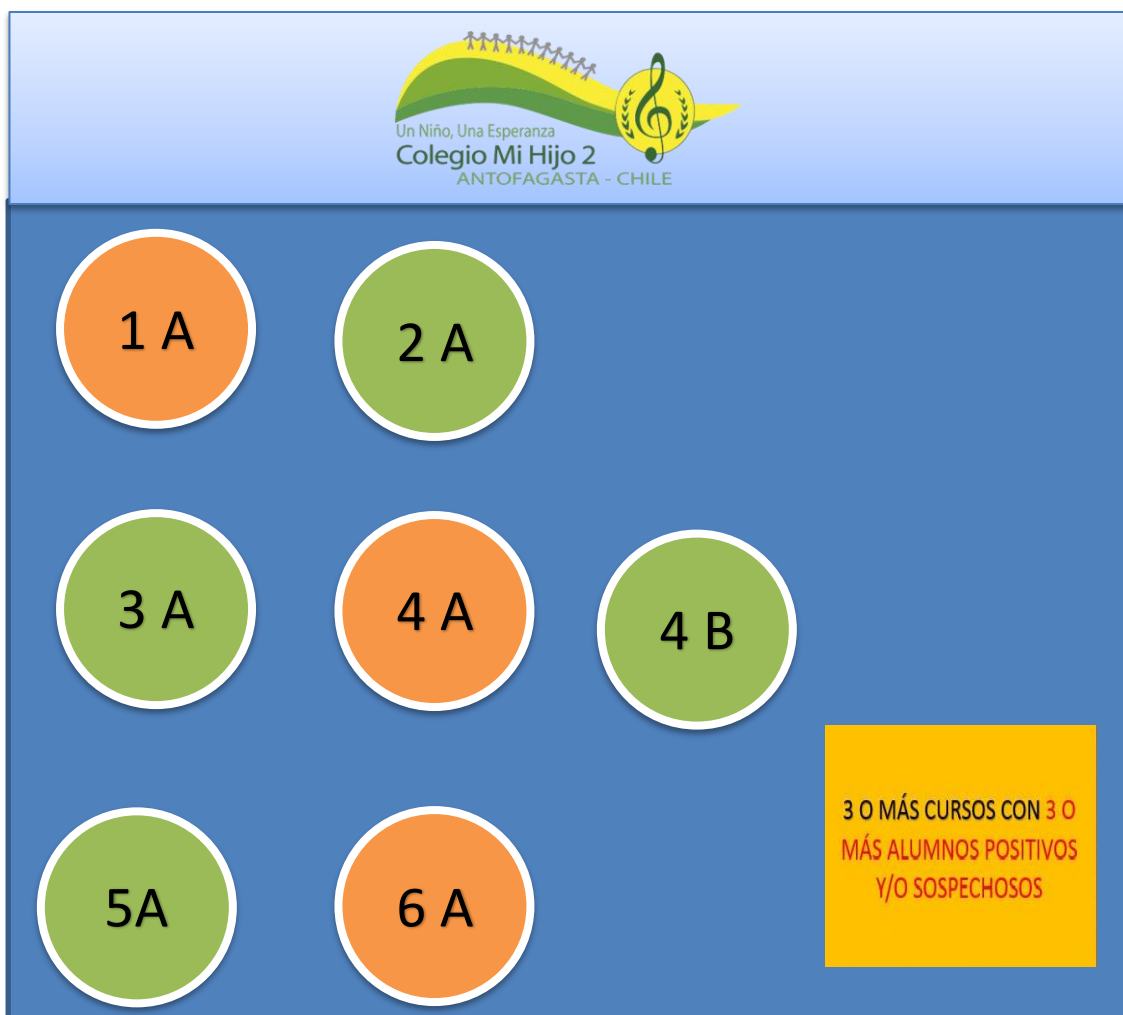 Un Niño, Una Esperanza
Colegio Mi Hijo 2
ANTOFAGASTA - CHILE
1 A
2 A
3 A
4 A
4 B
5A
6 A
3 O MÁS CURSOS CON 3 O
MÁS ALUMNOS POSITIVOS
Y/O SOSPECHOSOS